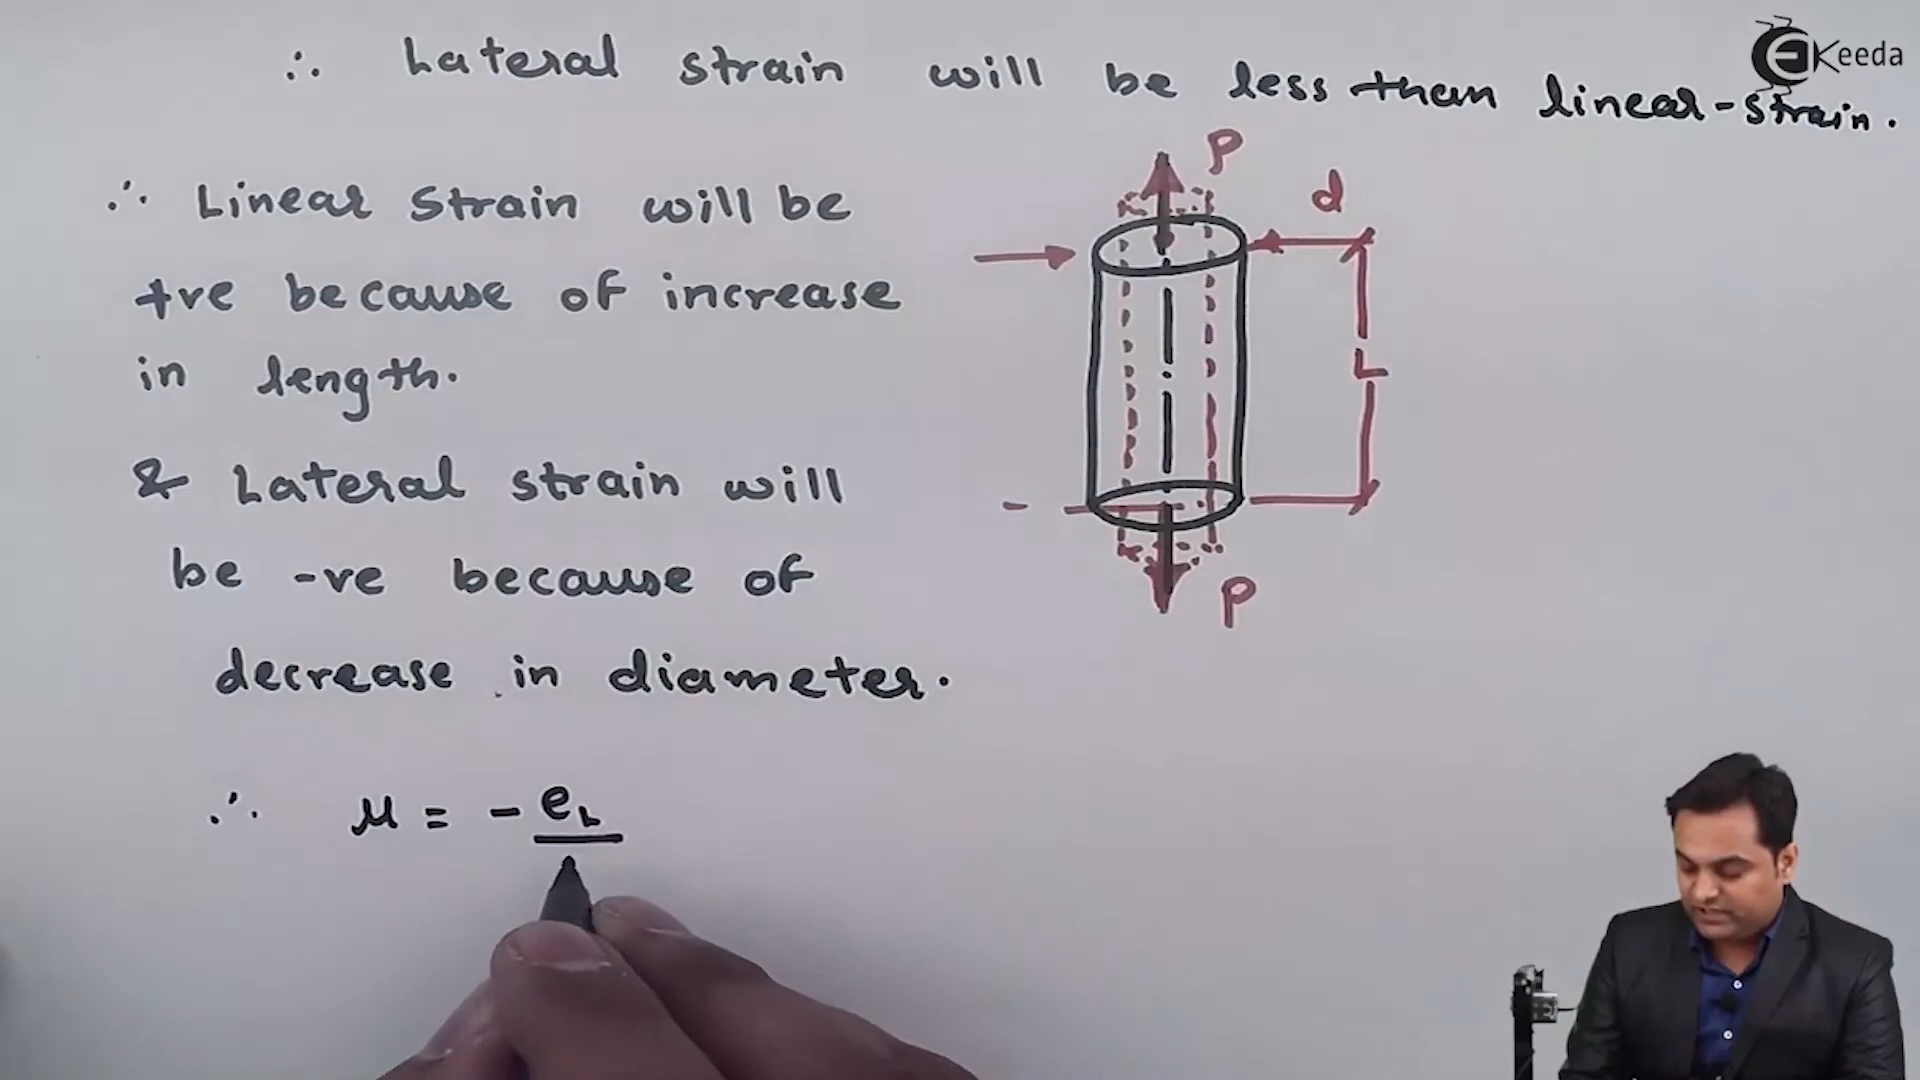 ∴ Lateral strain will be less than linear-strain.
Ekeeda
∴ Linear strain will be
+ve because of increase
in length.
& Lateral strain will
be -ve because of
decrease in diameter.
∴ μ = - eL
P
d
L
P